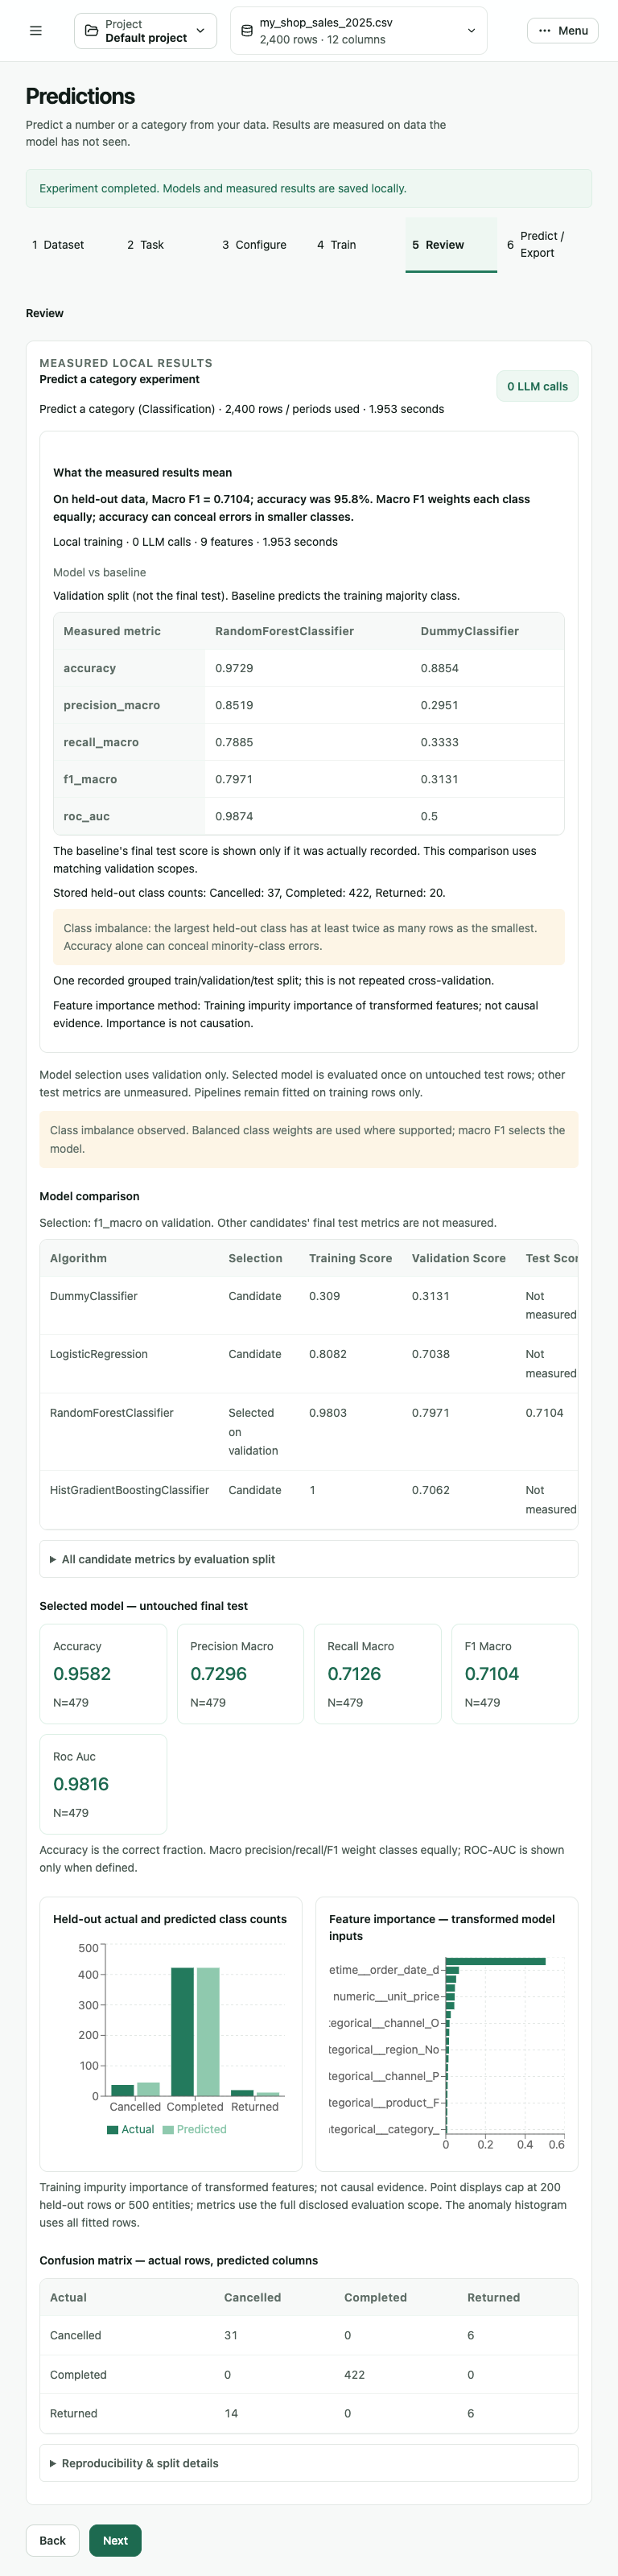 Project
Default project
my_shop_sales_2025.csv
2,400 rows · 12 columns
Menu
Predictions
Predict a number or a category from your data. Results are measured on data the
model has not seen.
Experiment completed. Models and measured results are saved locally.
1 Dataset
2 Task
3 Configure
4 Train
5 Review
6 Predict /
Export
Review
MEASURED LOCAL RESULTS
Predict a category experiment
0 LLM calls
Predict a category (Classification) · 2,400 rows / periods used · 1.953 seconds
What the measured results mean
On held-out data, Macro F1 = 0.7104; accuracy was 95.8%. Macro F1 weights each class
equally; accuracy can conceal errors in smaller classes.
Local training · 0 LLM calls · 9 features · 1.953 seconds
Model vs baseline
Validation split (not the final test). Baseline predicts the training majority class.
Measured metric RandomForestClassifier DummyClassifier
accuracy 0.9729 0.8854
precision_macro 0.8519 0.2951
recall_macro 0.7885 0.3333
f1_macro 0.7971 0.3131
roc_auc 0.9874 0.5
The baseline's final test score is shown only if it was actually recorded. This comparison uses
matching validation scopes.
Stored held-out class counts: Cancelled: 37, Completed: 422, Returned: 20.
Class imbalance: the largest held-out class has at least twice as many rows as the smallest.
Accuracy alone can conceal minority-class errors.
One recorded grouped train/validation/test split; this is not repeated cross-validation.
Feature importance method: Training impurity importance of transformed features; not causal
evidence. Importance is not causation.
Model selection uses validation only. Selected model is evaluated once on untouched test rows; other
test metrics are unmeasured. Pipelines remain fitted on training rows only.
Class imbalance observed. Balanced class weights are used where supported; macro F1 selects the
model.
Model comparison
Selection: f1_macro on validation. Other candidates' final test metrics are not measured.
Algorithm Selection Training Score Validation Score Test Scor
DummyClassifier Candidate 0.309 0.3131 Not
measured
LogisticRegression Candidate 0.8082 0.7038 Not
measured
RandomForestClassifier Selected 0.9803 0.7971 0.7104
on
validation
HistGradientBoostingClassifier Candidate 1 0.7062 Not
measured
All candidate metrics by evaluation split
Selected model — untouched final test
Accuracy
0.9582
N=479
Precision Macro
0.7296
N=479
Recall Macro
0.7126
N=479
F1 Macro
0.7104
N=479
Roc Auc
0.9816
N=479
Accuracy is the correct fraction. Macro precision/recall/F1 weight classes equally; ROC-AUC is shown
only when defined.
Held-out actual and predicted class counts
500
400
300
200
100
0
Cancelled Completed Returned
Actual Predicted
Feature importance — transformed model
inputs
etime__order_date_d
numeric__unit_price
tegorical__channel_O
tegorical__region_No
tegorical__channel_P
tegorical__product_F
ategorical__category_
0 0.2 0.4 0.6
Training impurity importance of transformed features; not causal evidence. Point displays cap at 200
held-out rows or 500 entities; metrics use the full disclosed evaluation scope. The anomaly histogram
uses all fitted rows.
Confusion matrix — actual rows, predicted columns
Actual Cancelled Completed Returned
Cancelled 31 0 6
Completed 0 422 0
Returned 14 0 6
Reproducibility & split details
Back
Next